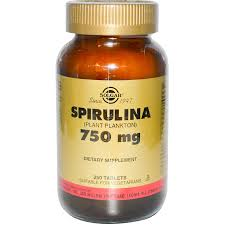 SOLGAR
Since 1947
SPIRULINA
(PLANT PLANKTON)
750 mg
DIETARY SUPPLEMENT
250 TABLETS
SUITABLE FOR VEGETARIANS